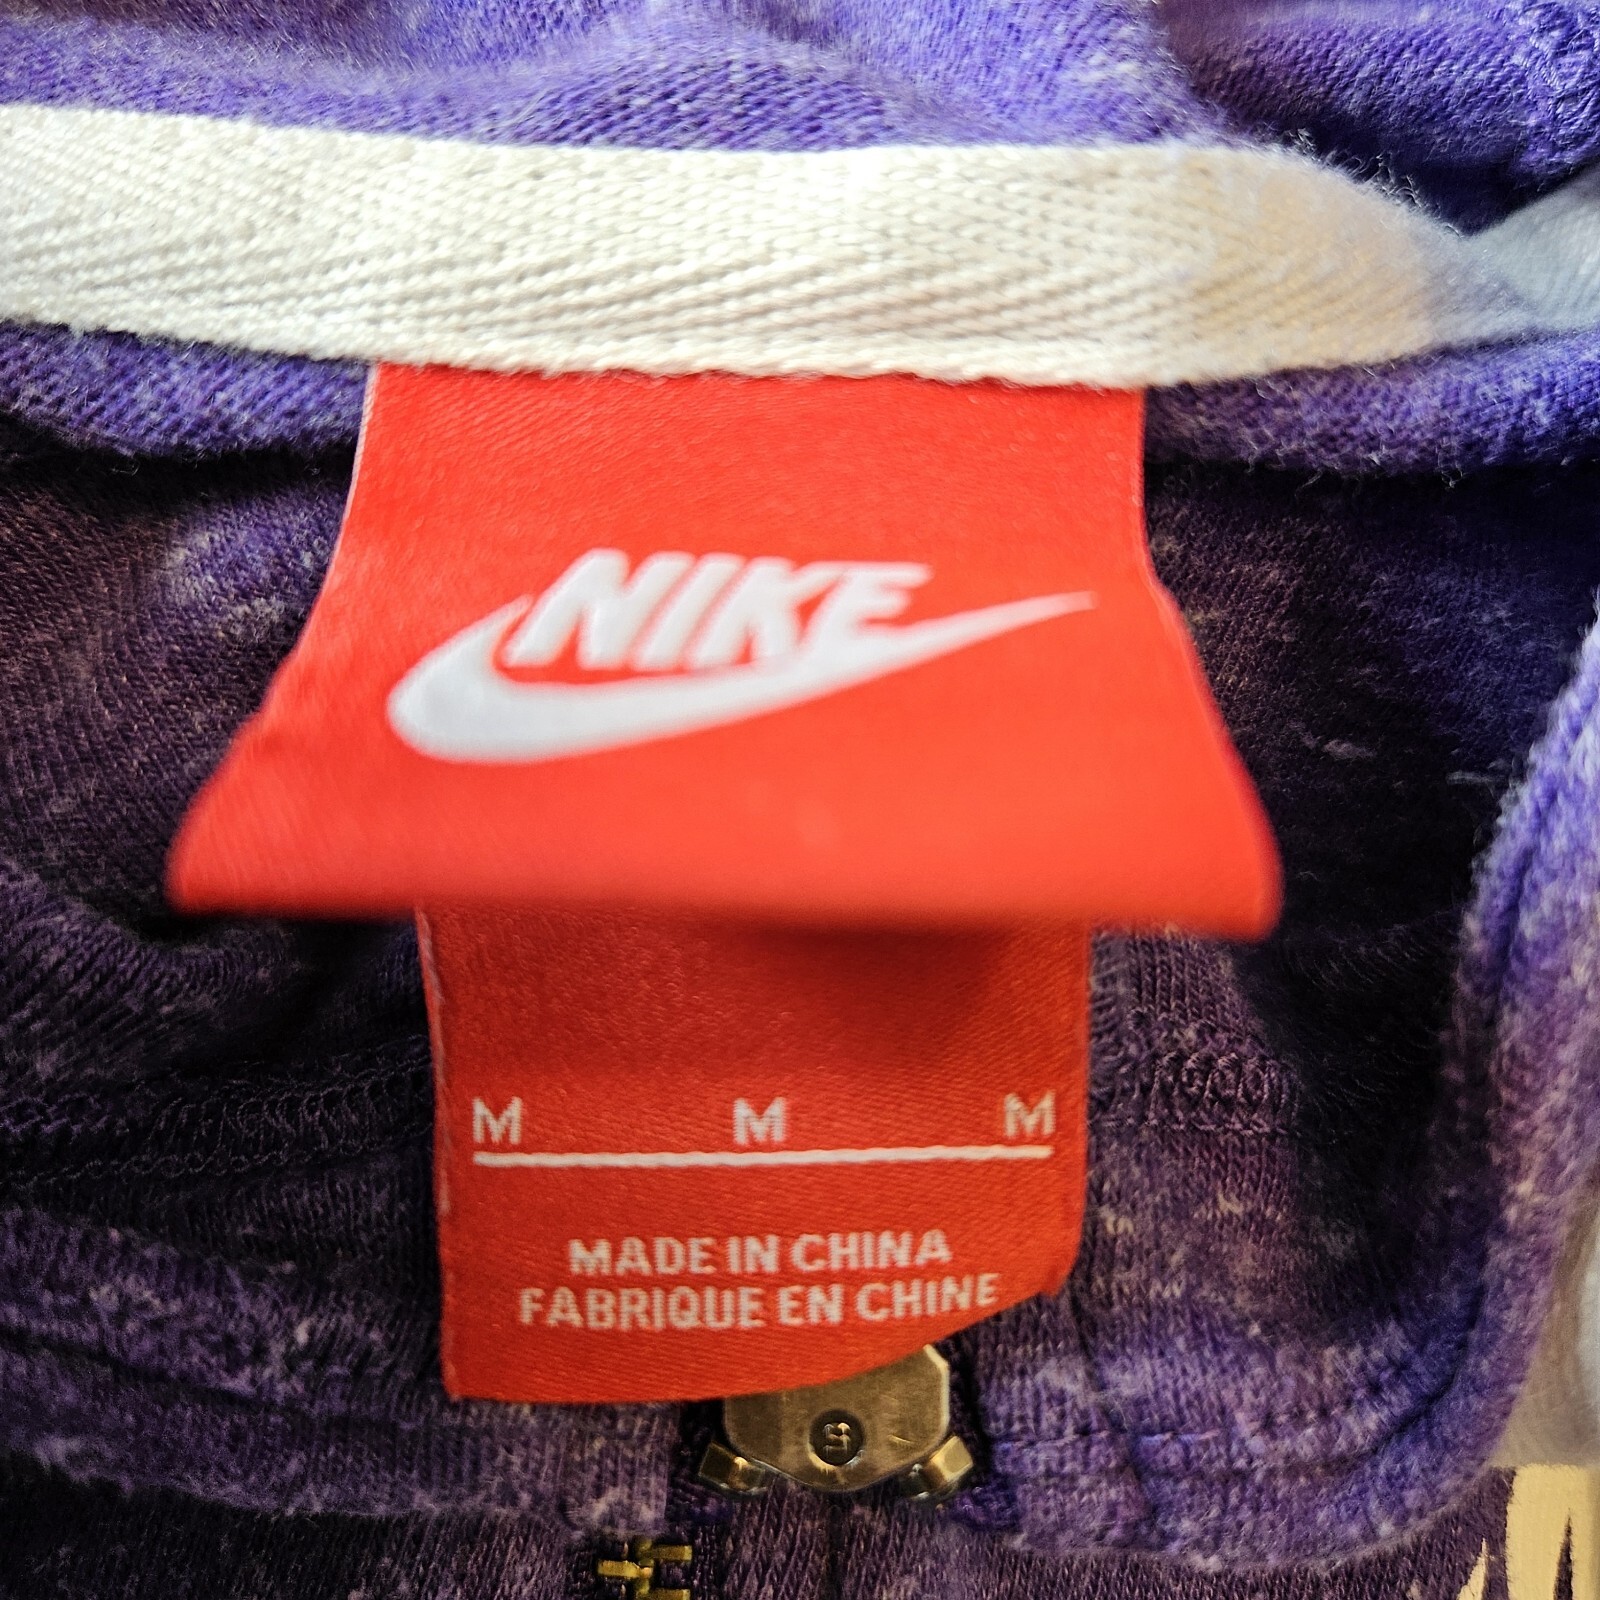 NIKE
M M M
MADE IN CHINA
FABRIQUE EN CHINE